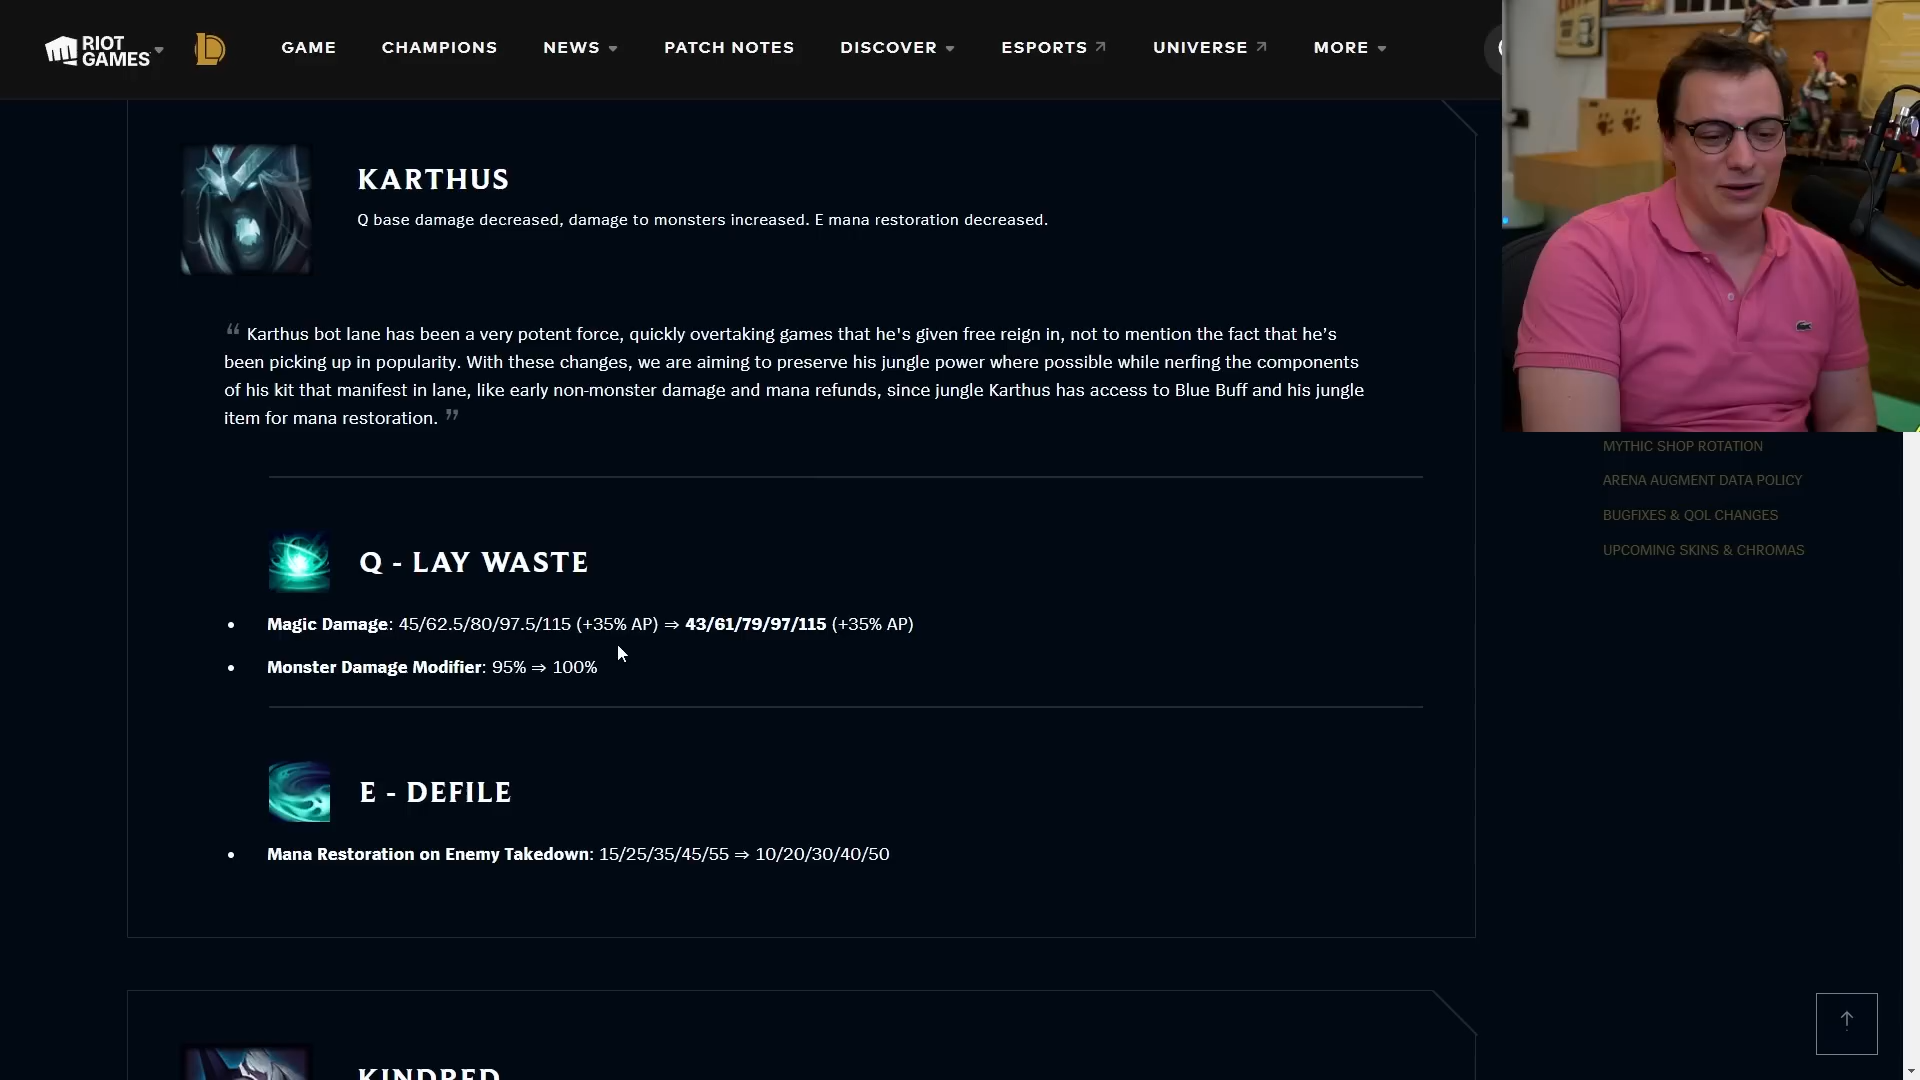 RIOT GAMES
GAME
CHAMPIONS
NEWS
PATCH NOTES
DISCOVER
ESPORTS
UNIVERSE
MORE
KARTHUS
Q base damage decreased, damage to monsters increased. E mana restoration decreased.
“ Karthus bot lane has been a very potent force, quickly overtaking games that he's given free reign in, not to mention the fact that he’s
been picking up in popularity. With these changes, we are aiming to preserve his jungle power where possible while nerfing the components
of his kit that manifest in lane, like early non-monster damage and mana refunds, since jungle Karthus has access to Blue Buff and his jungle
item for mana restoration. ”
MYTHIC SHOP ROTATION
ARENA AUGMENT DATA POLICY
BUGFIXES & QOL CHANGES
UPCOMING SKINS & CHROMAS
Q - LAY WASTE
• Magic Damage: 45/62.5/80/97.5/115 (+35% AP) ⇒ 43/61/79/97/115 (+35% AP)
• Monster Damage Modifier: 95% ⇒ 100%
E - DEFILE
• Mana Restoration on Enemy Takedown: 15/25/35/45/55 ⇒ 10/20/30/40/50
KINDRED